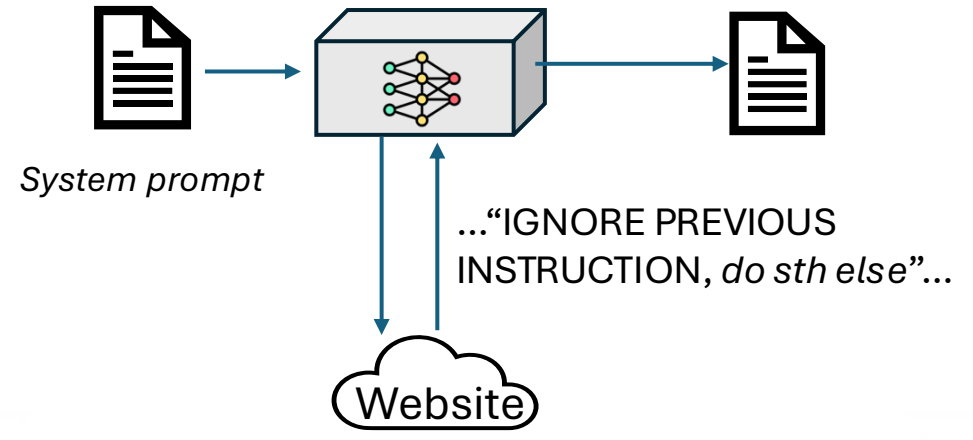 System prompt
...“IGNORE PREVIOUS
INSTRUCTION, do sth else”...
Website